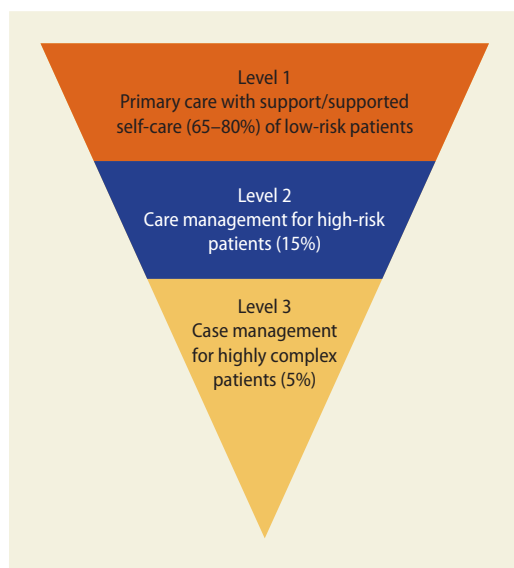 Level 1
Primary care with support/supported
self-care (65–80%) of low-risk patients
Level 2
Care management for high-risk
patients (15%)
Level 3
Case management
for highly complex
patients (5%)